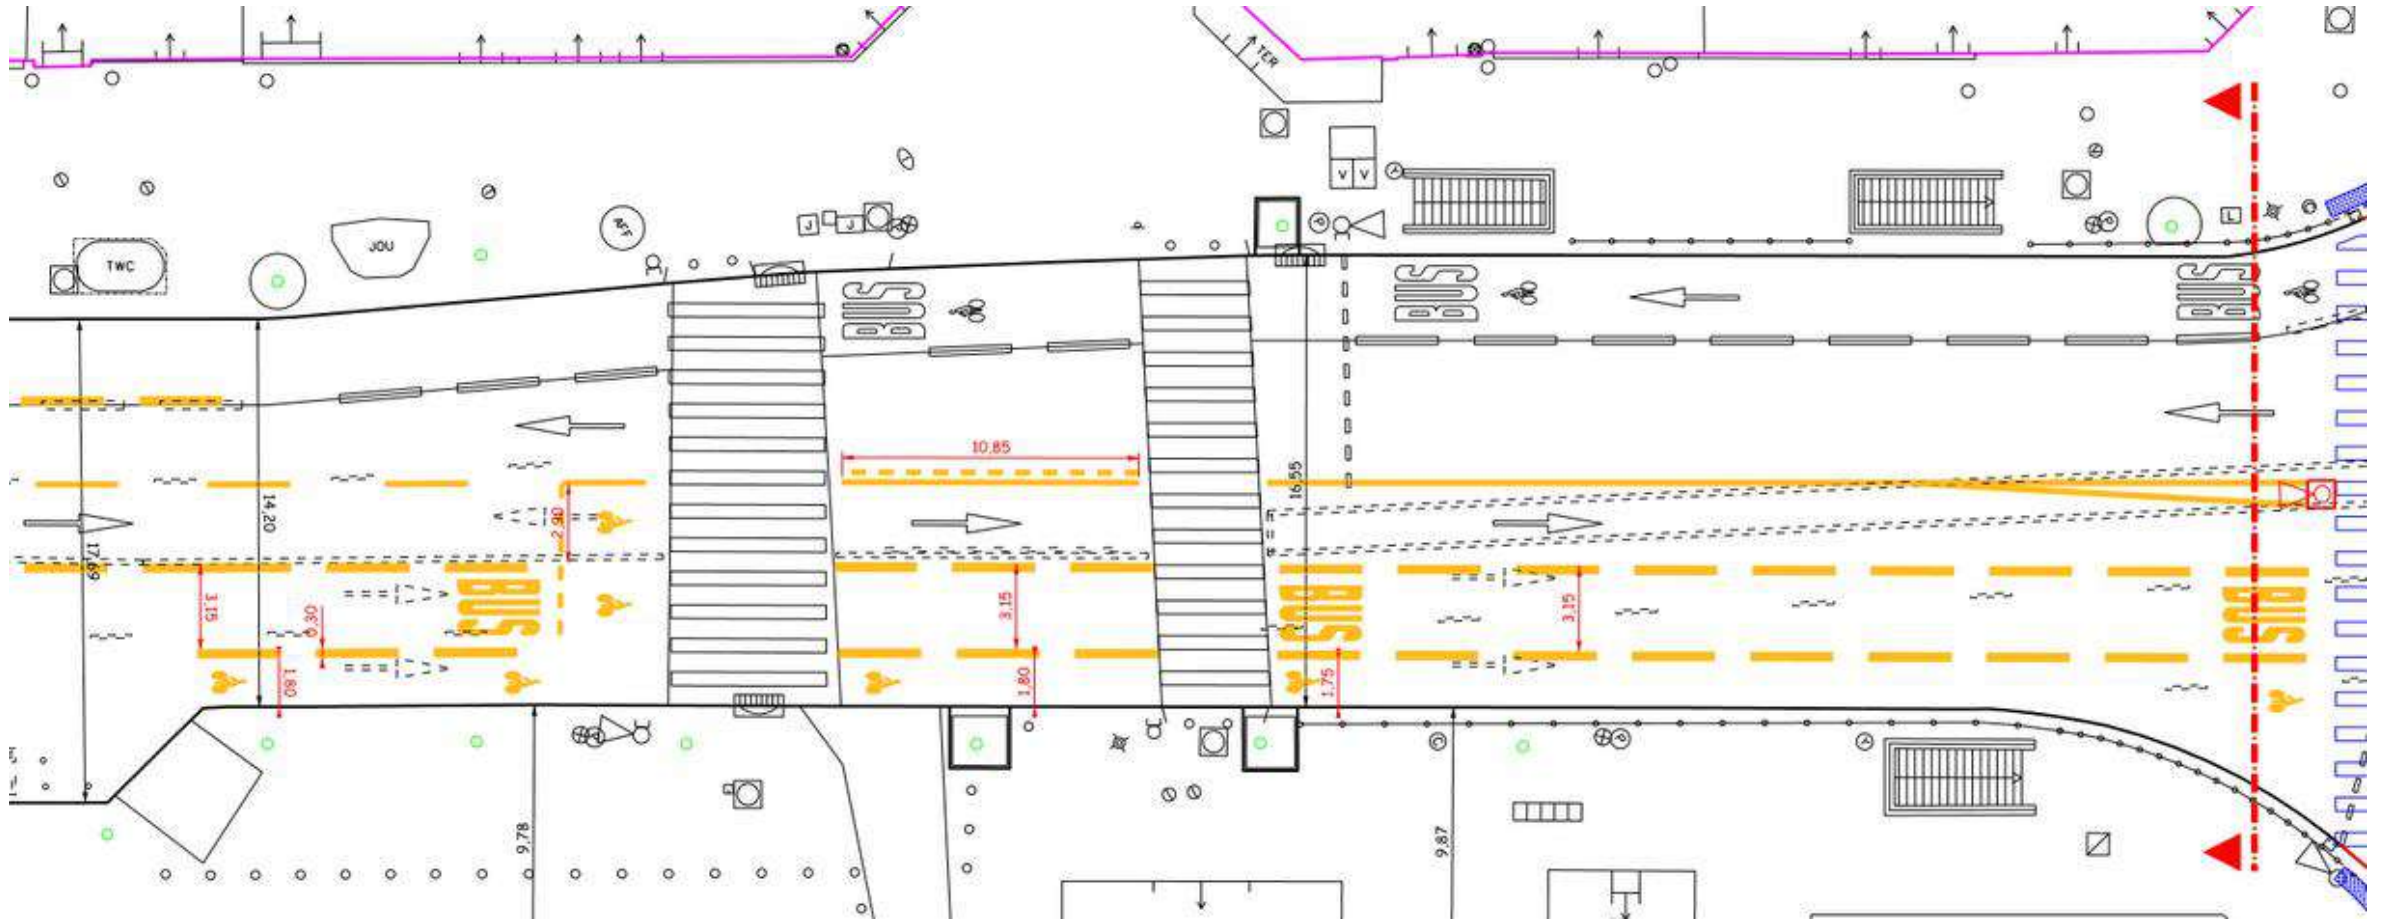 TER
V V
Y
TWC
JOU
AFF
J
J
P
P
L
C
BUS
BUS
BUS
10,85
16,55
14,20
17,69
2,90
3,15
0,30
1,80
BUS
3,15
1,80
BUS
1,75
3,15
BUS
9,78
9,87
C
P
Y